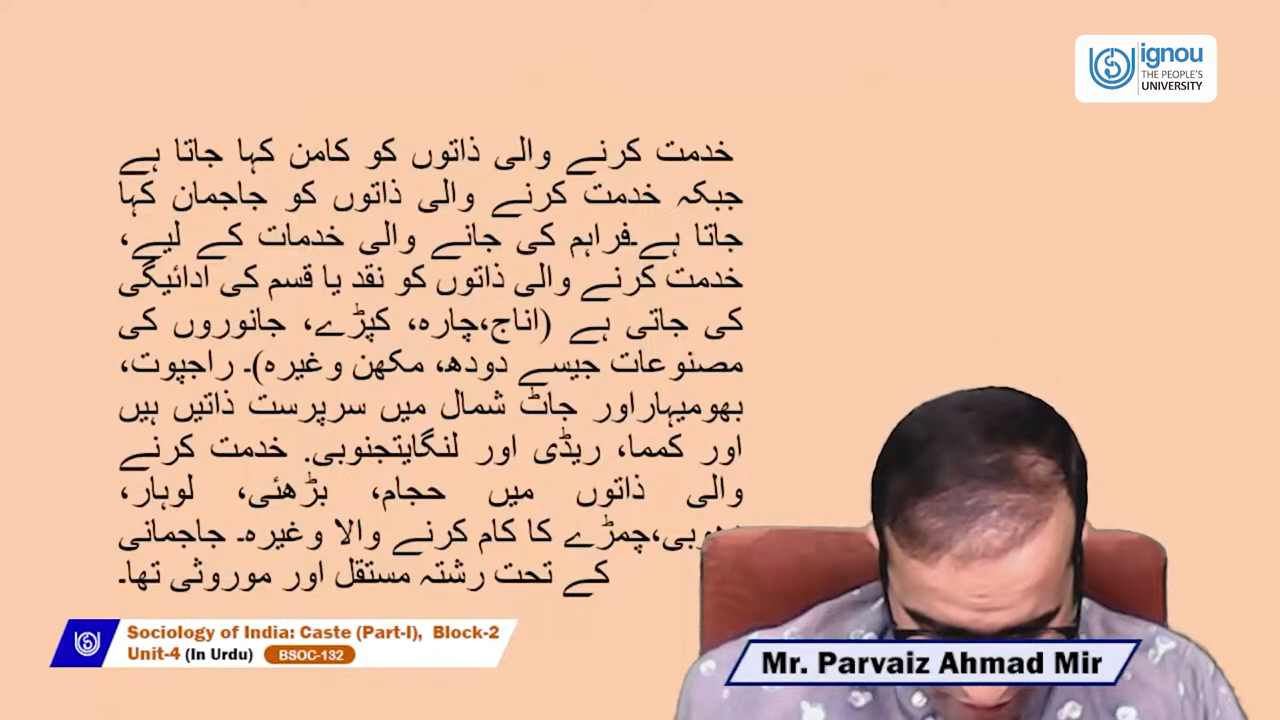 ignou
THE PEOPLE'S
UNIVERSITY
خدمت کرنے والی ذاتوں کو کامن کہا جاتا ہے
جبکہ خدمت کرنے والی ذاتوں کو جاجمان کہا
جاتا ہے۔فراہم کی جانے والی خدمات کے لیے،
خدمت کرنے والی ذاتوں کو نقد یا قسم کی ادائیگی
کی جاتی ہے (اناج،چارہ، کپڑے، جانوروں کی
مصنوعات جیسے دودھ، مکھن وغیرہ)۔ راجپوت،
بھومیہاراور جاٹ شمال میں سرپرست ذاتیں ہیں
اور کمما، ریڈی اور لنگایتجنوبی. خدمت کرنے
والی ذاتوں میں حجام، بڑھئی، لوہار،
چمڑے کا کام کرنے والا وغیرہ۔ جاجمانی
کے تحت رشتہ مستقل اور موروثی تھا۔
Sociology of India: Caste (Part-I), Block-2
Unit-4 (In Urdu) BSOC-132
Mr. Parvaiz Ahmad Mir